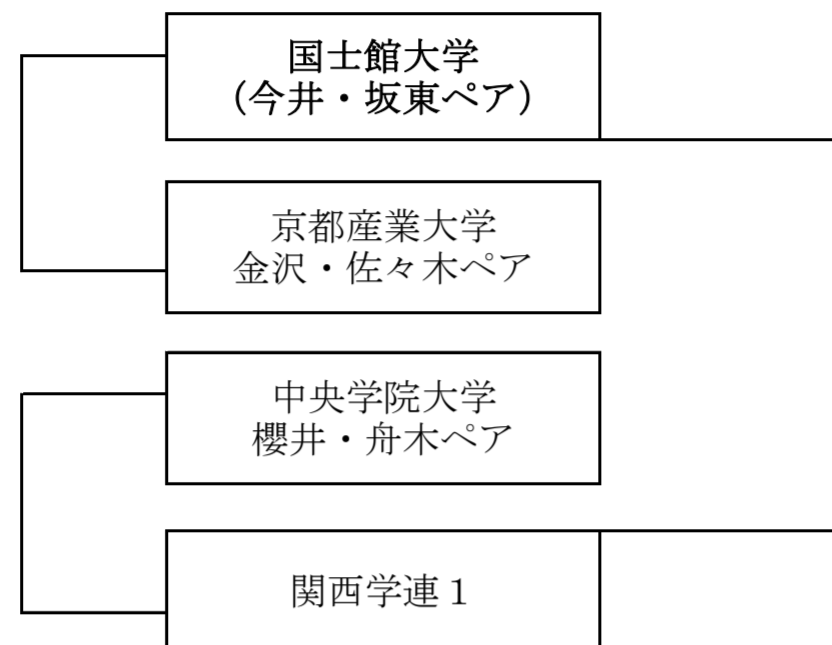 国士館大学
（今井・坂東ペア）
京都産業大学
金沢・佐々木ペア
中央学院大学
櫻井・舟木ペア
関西学連１